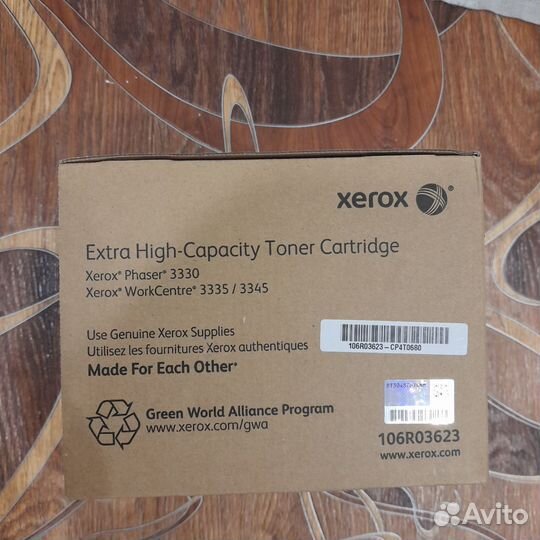 xerox
Extra High-Capacity Toner Cartridge
Xerox® Phaser® 3330
Xerox® WorkCentre® 3335 / 3345
Use Genuine Xerox Supplies
Utilisez les fournitures Xerox authentiques
Made For Each Other®
106R03623-CP4T0680
Green World Alliance Program
www.xerox.com/gwa
106R03623
www.xerox.com
Avito